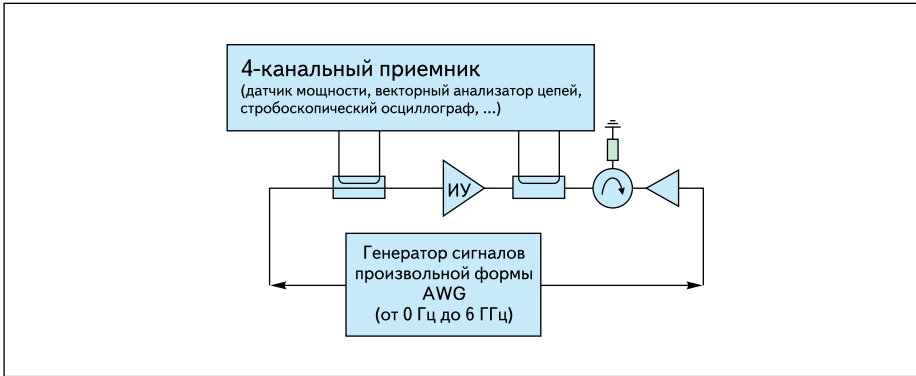 4-канальный приемник
(датчик мощности, векторный анализатор цепей,
стробоскопический осциллограф, ...)
ИУ
Генератор сигналов
произвольной формы
AWG
(от 0 Гц до 6 ГГц)